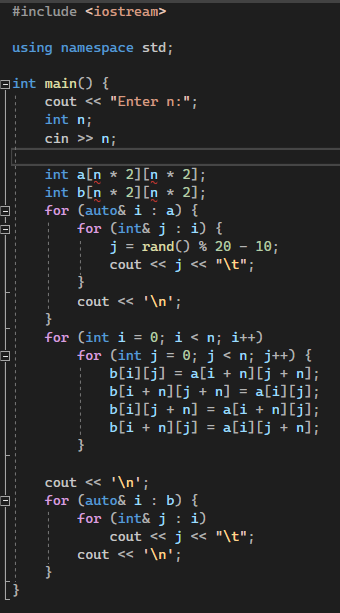 #include <iostream>
using namespace std;
int main() {
cout << "Enter n:";
int n;
cin >> n;
int a[n * 2][n * 2];
int b[n * 2][n * 2];
for (auto& i : a) {
for (int& j : i) {
j = rand() % 20 - 10;
cout << j << "\t";
}
cout << '\n';
}
for (int i = 0; i < n; i++)
for (int j = 0; j < n; j++) {
b[i][j] = a[i + n][j + n];
b[i + n][j + n] = a[i][j];
b[i][j + n] = a[i + n][j];
b[i + n][j] = a[i][j + n];
}
cout << '\n';
for (auto& i : b) {
for (int& j : i)
cout << j << "\t";
cout << '\n';
}
}